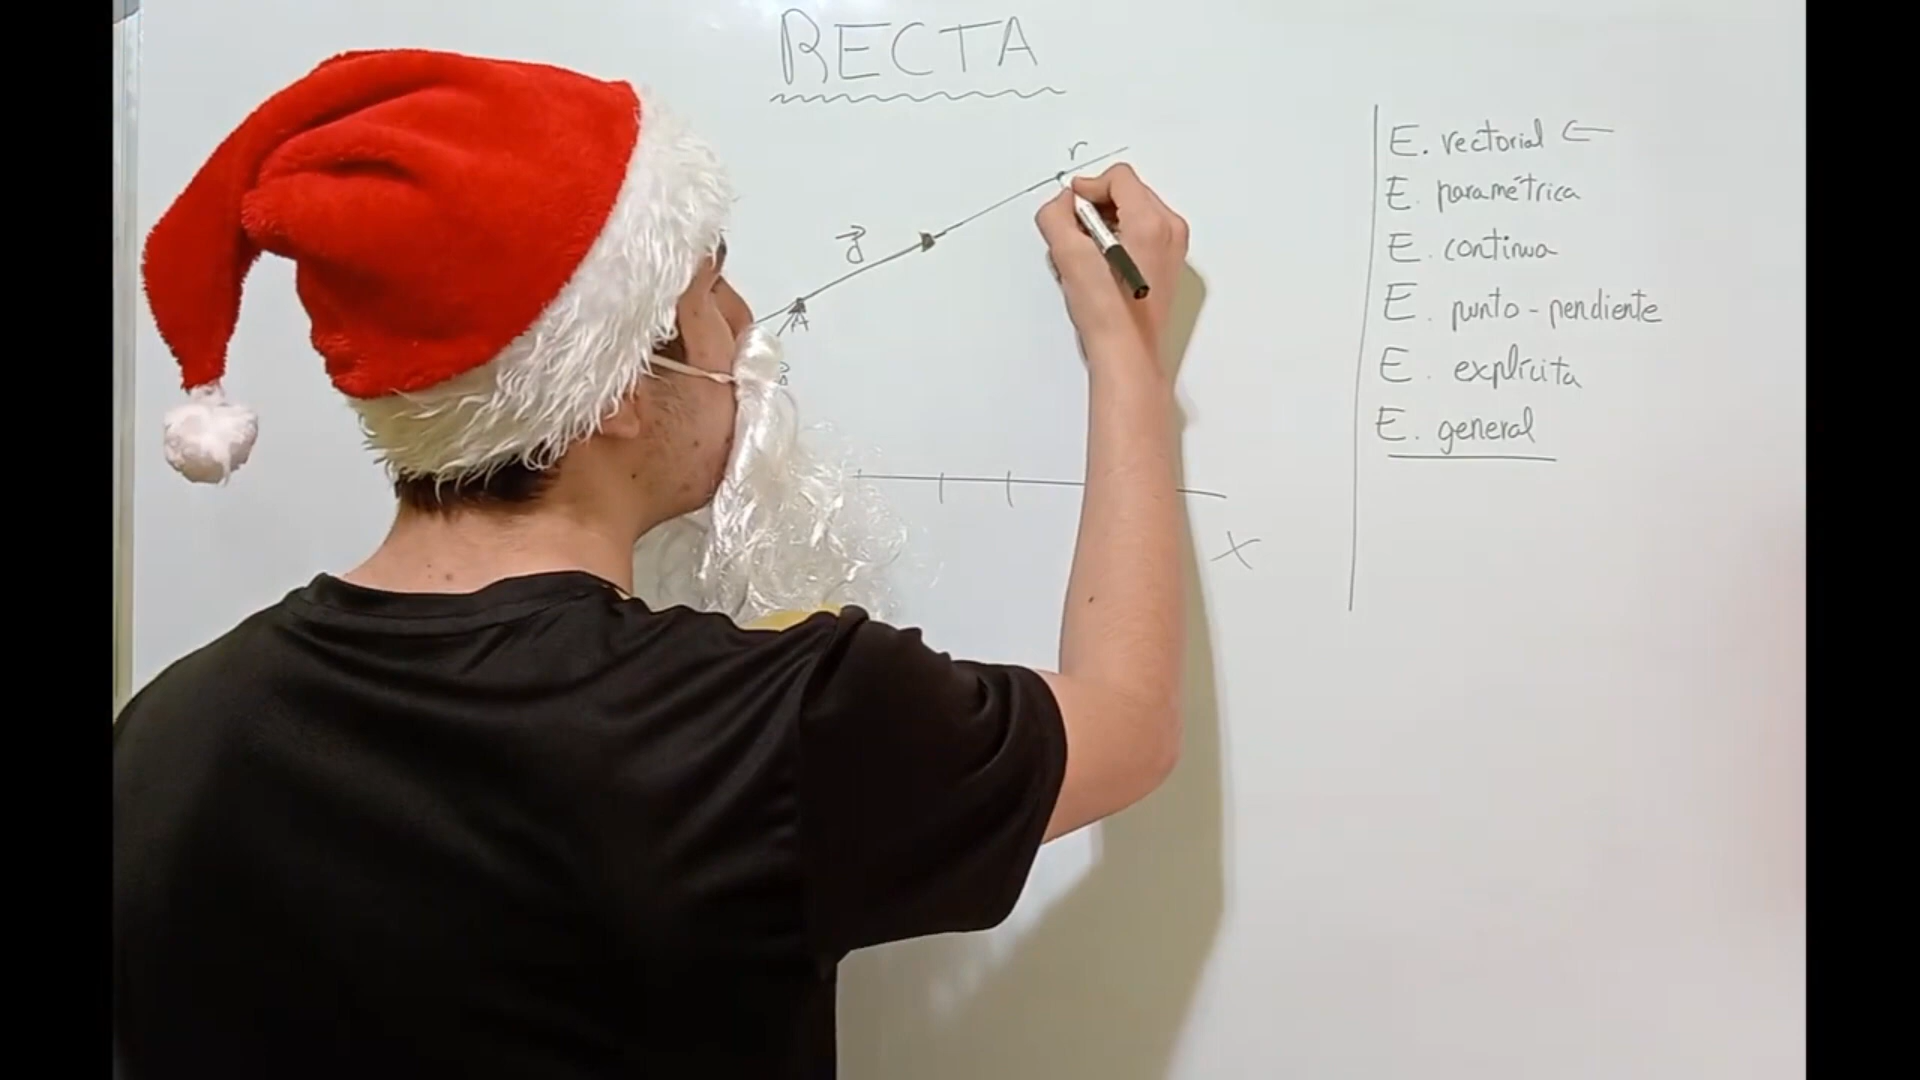 RECTA
r
d
A
X
E. vectorial ←
E. paramétrica
E. continua
E. punto-pendiente
E. explícita
E. general